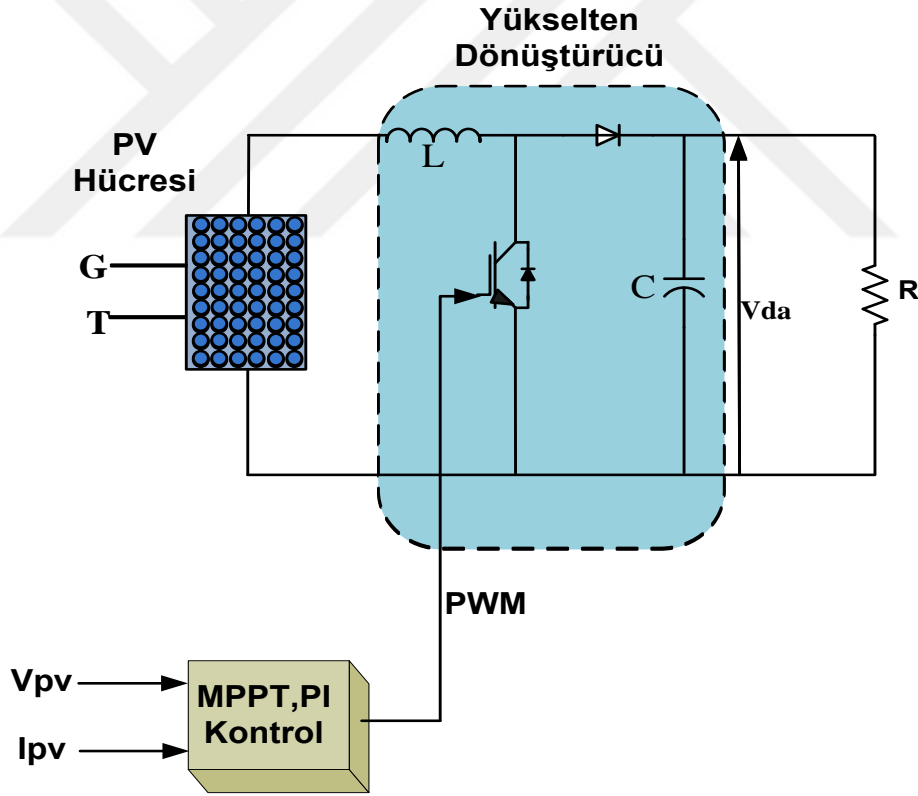 Yükselten
Dönüştürücü
PV
Hücresi
L
G
T
C
Vda
R
PWM
Vpv
MPPT,PI
Kontrol
Ipv